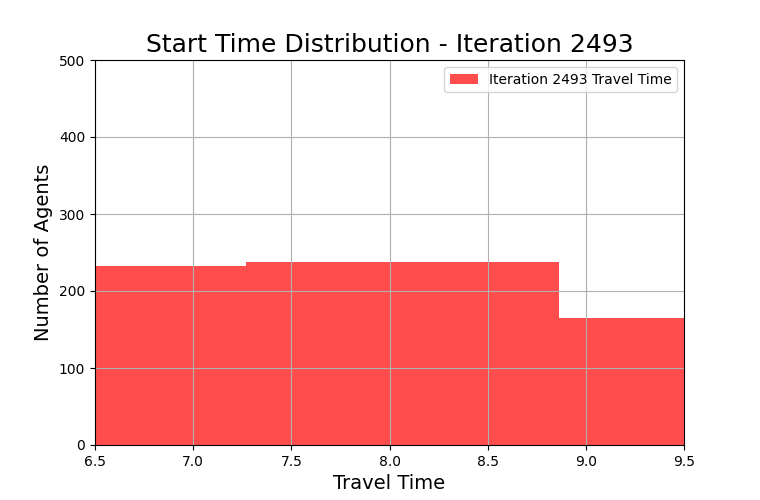 Start Time Distribution - Iteration 2493
Iteration 2493 Travel Time
Number of Agents
500
400
300
200
100
0
6.5 7.0 7.5 8.0 8.5 9.0 9.5
Travel Time